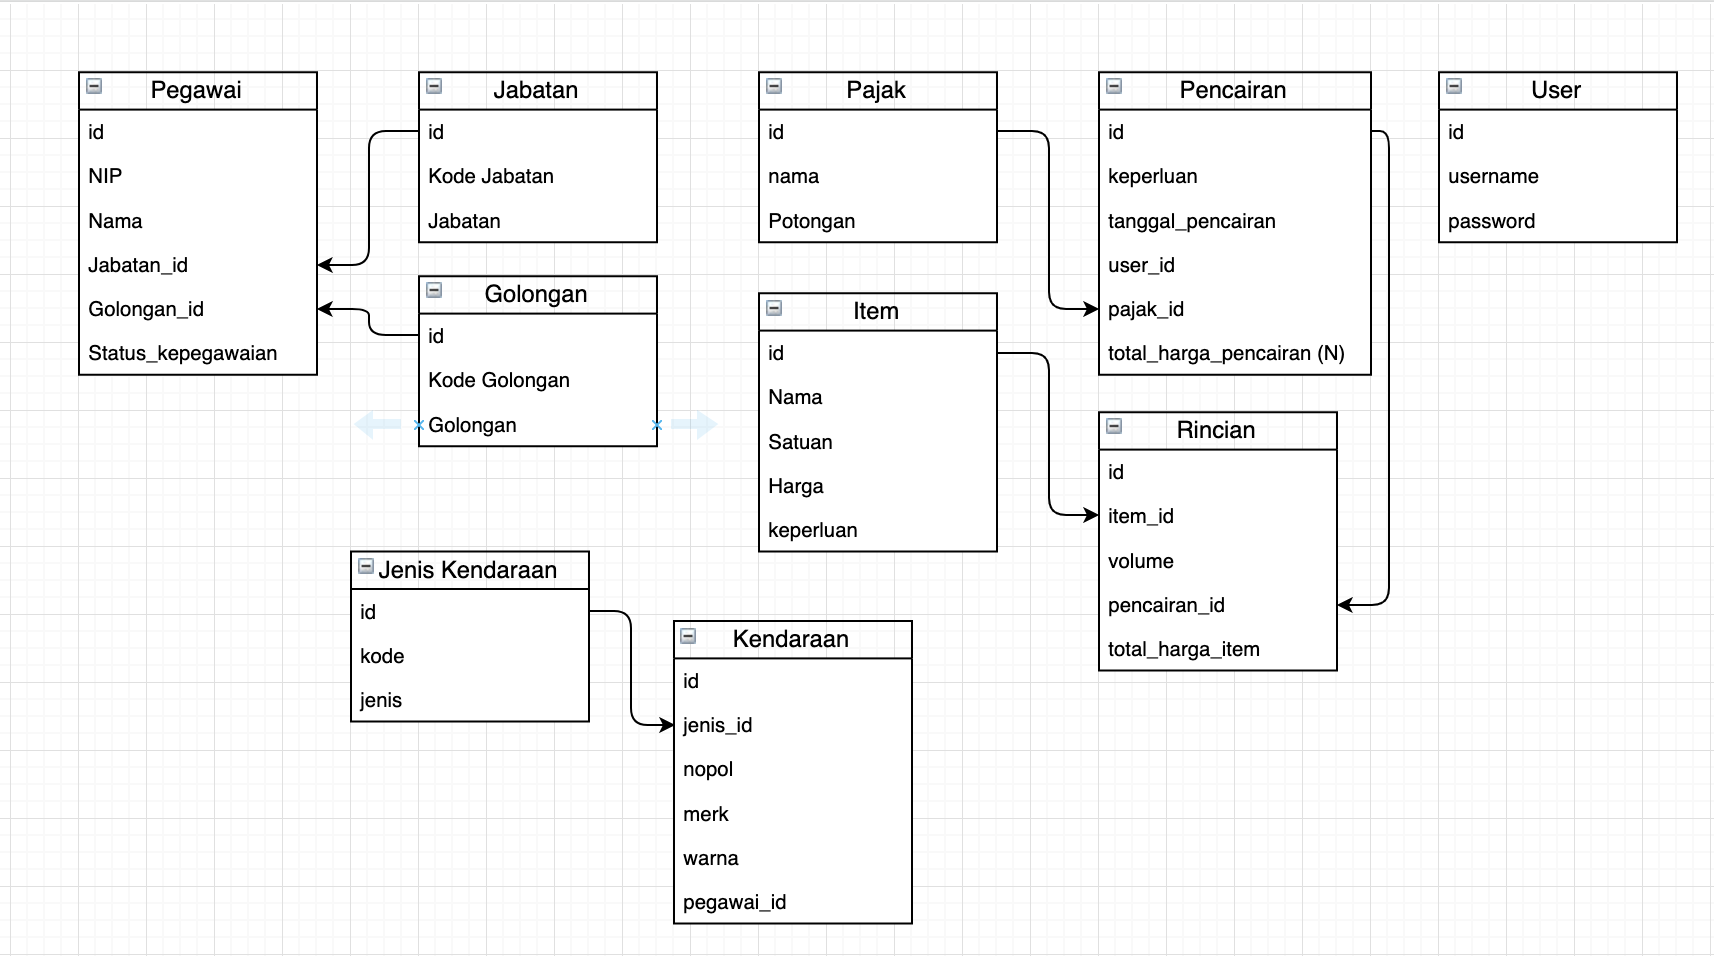 Pegawai
id
NIP
Nama
Jabatan_id
Golongan_id
Status_kepegawaian
Jabatan
id
Kode Jabatan
Jabatan
Golongan
id
Kode Golongan
Golongan
Pajak
id
nama
Potongan
Item
id
Nama
Satuan
Harga
keperluan
Pencairan
id
keperluan
tanggal_pencairan
user_id
pajak_id
total_harga_pencairan (N)
Rincian
id
item_id
volume
pencairan_id
total_harga_item
User
id
username
password
Jenis Kendaraan
id
kode
jenis
Kendaraan
id
jenis_id
nopol
merk
warna
pegawai_id